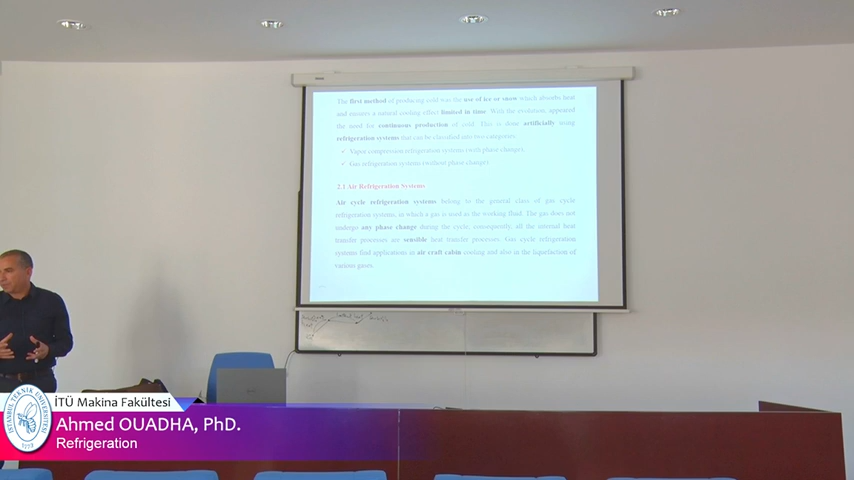 The first method of producing cold was the use of ice or snow which absorbs heat
and ensures a natural cooling effect limited in time. With the evolution, appeared
the need for continuous production of cold. This is done artificially using
refrigeration systems that can be classified into two categories:
✓ Vapor compression refrigeration systems (with phase change).
✓ Gas refrigeration systems (without phase change).
2.1 Air Refrigeration Systems
Air cycle refrigeration systems belong to the general class of gas cycle
refrigeration systems, in which a gas is used as the working fluid. The gas does not
undergo any phase change during the cycle, consequently, all the internal heat
transfer processes are sensible heat transfer processes. Gas cycle refrigeration
systems find applications in air craft cabin cooling and also in the liquefaction of
various gases.
İTÜ Makina Fakültesi
Ahmed OUADHA, PhD.
Refrigeration
İSTANBUL TEKNİK ÜNİVERSİTESİ
1773